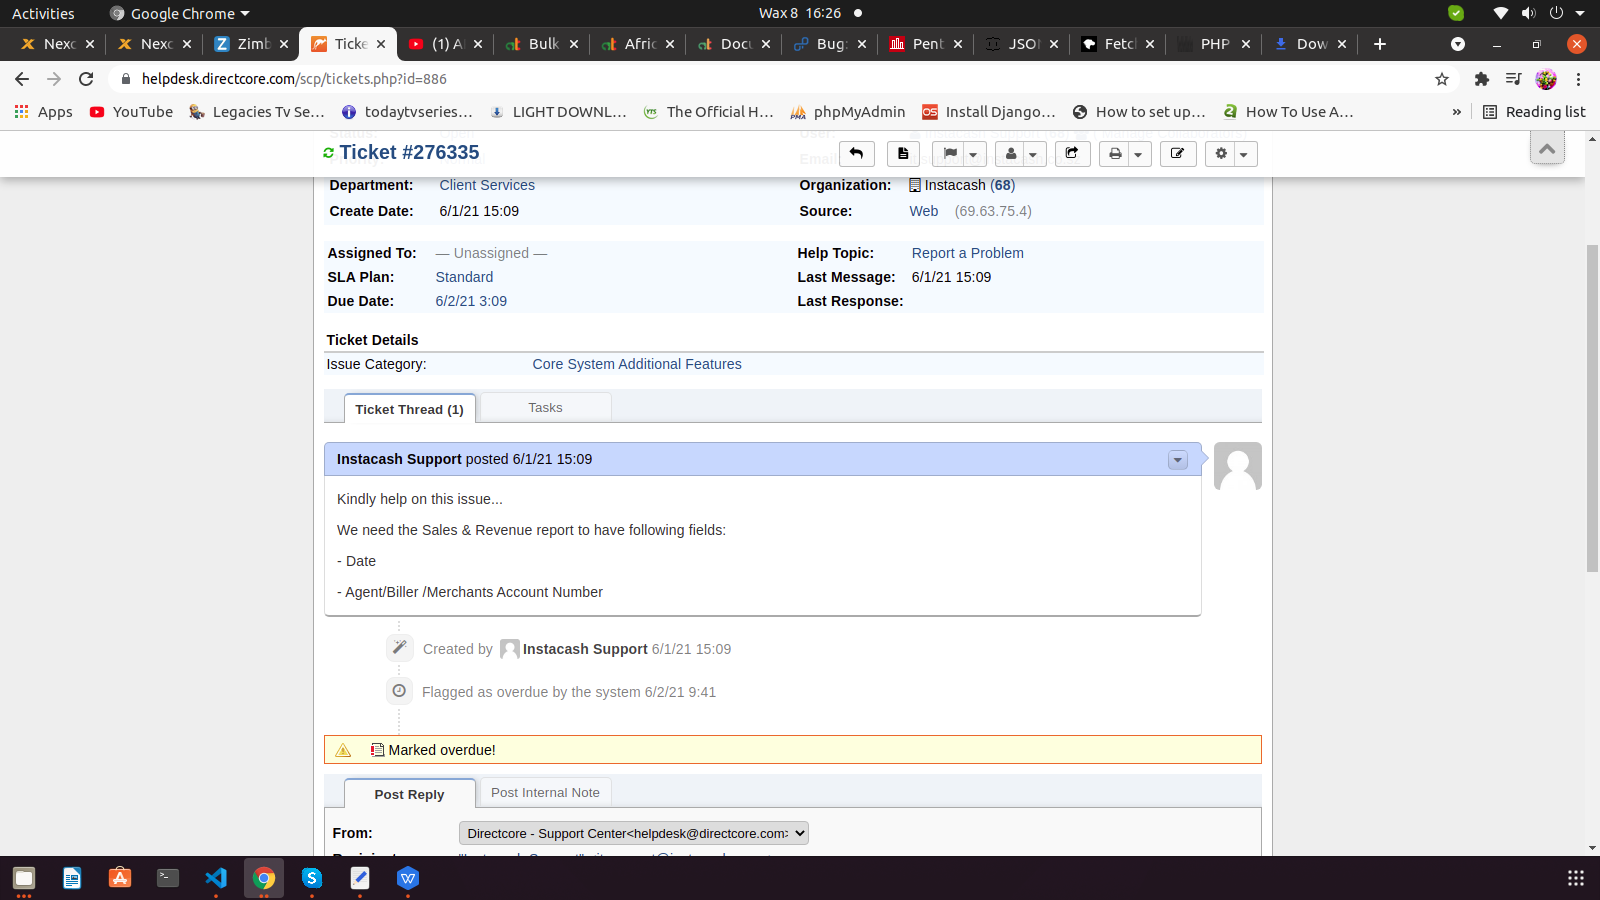 Activities Google Chrome Wax 8 16:26
Nexc Nexc Zimb Ticke (1) A Bulk Afric Docu Bug: Pent JSON Fetcl PHP Dow
helpdesk.directcore.com/scp/tickets.php?id=886
Apps YouTube Legacies Tv Se... todaytvseries... LIGHT DOWNL... The Official H... phpMyAdmin Install Django... How to set up... How To Use A... » Reading list
Ticket #276335
Department: Client Services Organization: Instacash (68)
Create Date: 6/1/21 15:09 Source: Web (69.63.75.4)
Assigned To: — Unassigned — Help Topic: Report a Problem
SLA Plan: Standard Last Message: 6/1/21 15:09
Due Date: 6/2/21 3:09 Last Response:
Ticket Details
Issue Category: Core System Additional Features
Ticket Thread (1) Tasks
Instacash Support posted 6/1/21 15:09
Kindly help on this issue...
We need the Sales & Revenue report to have following fields:
- Date
- Agent/Biller /Merchants Account Number
Created by Instacash Support 6/1/21 15:09
Flagged as overdue by the system 6/2/21 9:41
Marked overdue!
Post Reply Post Internal Note
From: Directcore - Support Center<helpdesk@directcore.com>